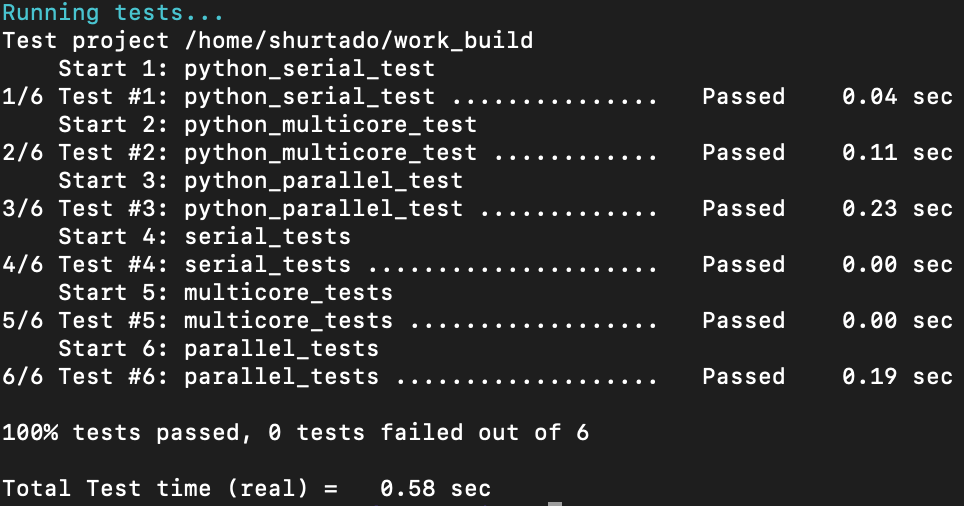 Running tests...
Test project /home/shurtado/work_build
    Start 1: python_serial_test
1/6 Test #1: python_serial_test ...............   Passed    0.04 sec
    Start 2: python_multicore_test
2/6 Test #2: python_multicore_test ............   Passed    0.11 sec
    Start 3: python_parallel_test
3/6 Test #3: python_parallel_test .............   Passed    0.23 sec
    Start 4: serial_tests
4/6 Test #4: serial_tests .....................   Passed    0.00 sec
    Start 5: multicore_tests
5/6 Test #5: multicore_tests ..................   Passed    0.00 sec
    Start 6: parallel_tests
6/6 Test #6: parallel_tests ...................   Passed    0.19 sec

100% tests passed, 0 tests failed out of 6

Total Test time (real) =   0.58 sec